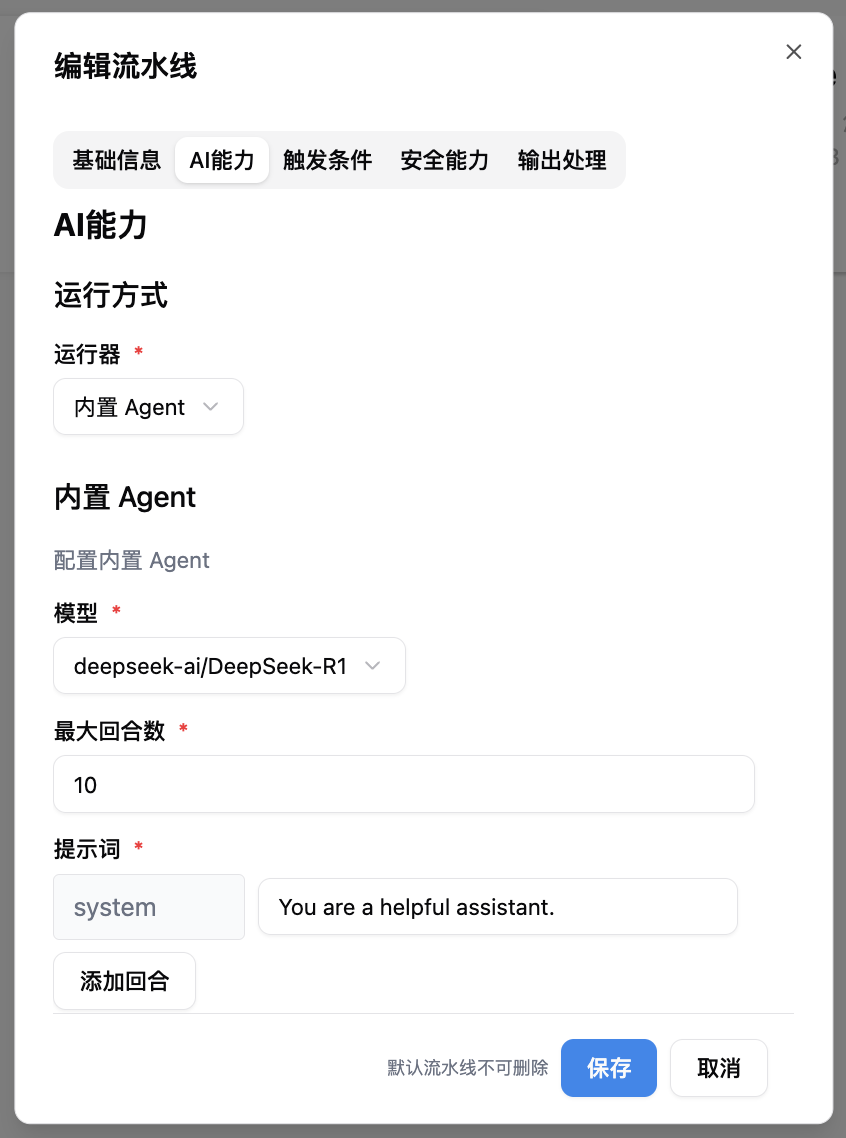 编辑流水线
基础信息 AI能力 触发条件 安全能力 输出处理
AI能力
运行方式
运行器 *
内置 Agent
内置 Agent
配置内置 Agent
模型 *
deepseek-ai/DeepSeek-R1
最大回合数 *
10
提示词 *
system You are a helpful assistant.
添加回合
默认流水线不可删除 保存 取消